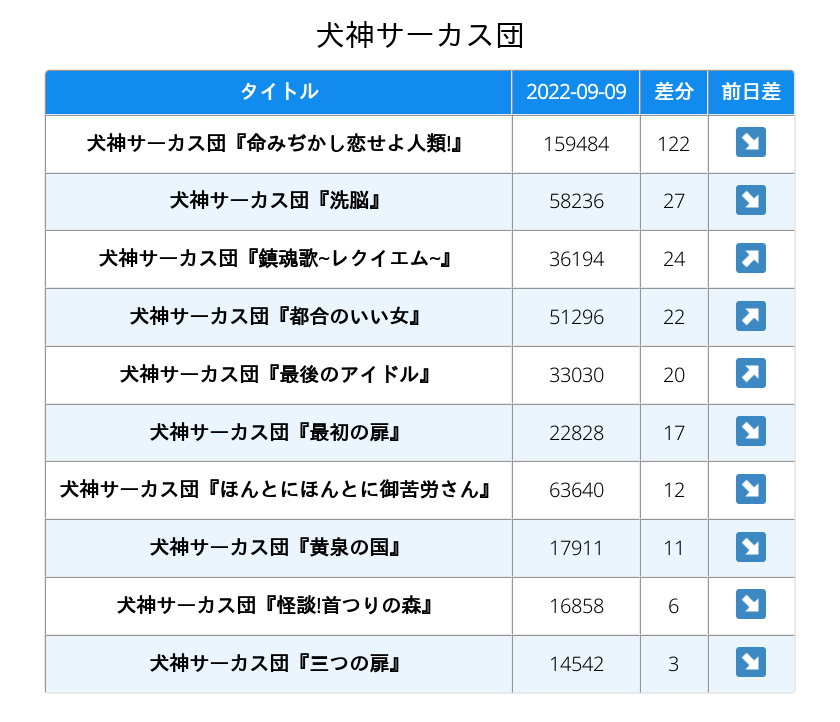 犬神サーカス団
タイトル 2022-09-09 差分 前日差
犬神サーカス団『命みぢかし恋せよ人類!』 159484 122 ↘
犬神サーカス団『洗脳』 58236 27 ↘
犬神サーカス団『鎮魂歌~レクイエム~』 36194 24 ↗
犬神サーカス団『都合のいい女』 51296 22 ↗
犬神サーカス団『最後のアイドル』 33030 20 ↗
犬神サーカス団『最初の扉』 22828 17 ↘
犬神サーカス団『ほんとにほんとに御苦労さん』 63640 12 ↘
犬神サーカス団『黄泉の国』 17911 11 ↘
犬神サーカス団『怪談!首つりの森』 16858 6 ↘
犬神サーカス団『三つの扉』 14542 3 ↘